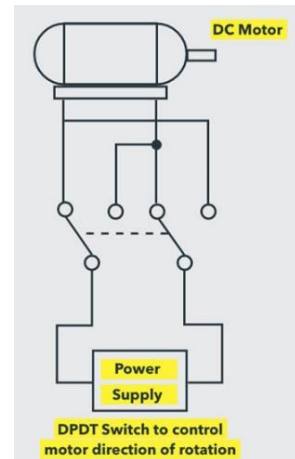 DC Motor
Power
Supply
DPDT Switch to control
motor direction of rotation